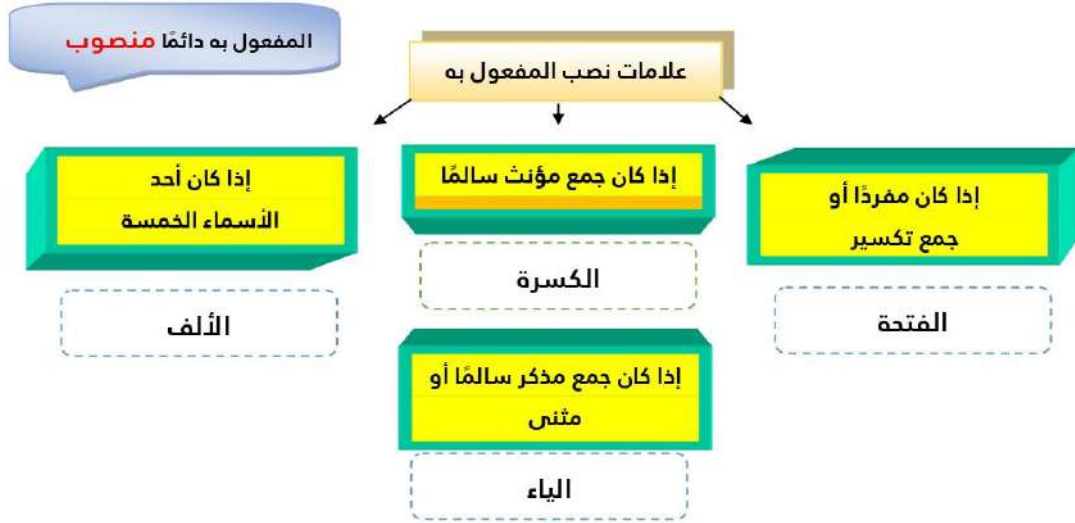 المفعول به دائمًا منصوب
علامات نصب المفعول به
إذا كان مفردًا أو
جمع تكسير
الفتحة
إذا كان جمع مؤنث سالمًا
الكسرة
إذا كان أحد
الأسماء الخمسة
الألف
إذا كان جمع مذكر سالمًا أو
مثنى
الياء